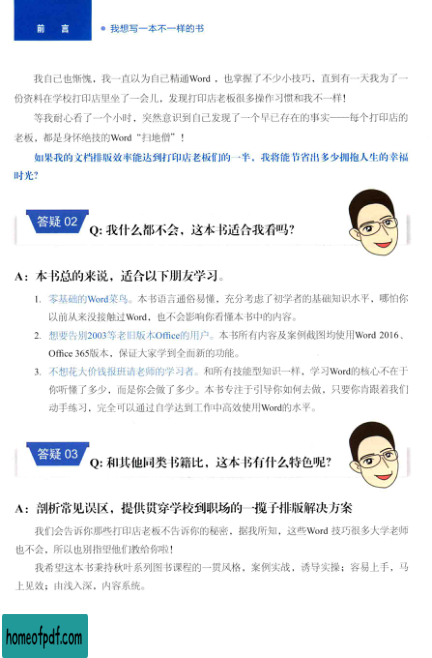 前 言
● 我想写一本不一样的书
我自己也惭愧，我一直以为自己精通Word ，也掌握了不少小技巧，直到有一天我为了一
份资料在学校打印店里坐了一会儿，发现打印店老板很多操作习惯和我不一样！
等我耐心看了一个小时，突然意识到自己发现了一个早已存在的事实——每个打印店的
老板，都是身怀绝技的Word“扫地僧”！
如果我的文档排版效率能达到打印店老板们的一半，我将能节省出多少拥抱人生的幸福
时光？
答疑 02
Q: 我什么都不会，这本书适合我看吗？
A：本书总的来说，适合以下朋友学习。
1. 零基础的Word菜鸟。本书语言通俗易懂，充分考虑了初学者的基础知识水平，哪怕你
以前从来没接触过Word，也不会影响你看懂本书中的内容。
2. 想要告别2003等老旧版本Office的用户。本书所有内容及案例截图均使用Word 2016、
Office 365版本，保证大家学到全面新的功能。
3. 不想花大价钱报班请老师的学习者。和所有技能型知识一样，学习Word的核心不在于
你听懂了多少，而是你会做了多少。本书专注于引导你如何去做，只要你肯跟着我们
动手练习，完全可以通过自学达到工作中高效使用Word的水平。
答疑 03
Q: 和其他同类书籍比，这本书有什么特色呢？
A：剖析常见误区，提供贯穿学校到职场的一揽子排版解决方案
我们会告诉你那些打印店老板不告诉你的秘密，据我所知，这些Word 技巧很多大学老师
也不会，所以也别指望他们教给你啦！
我希望这本书秉持秋叶系列图书课程的一贯风格，案例实战，诱导实操；容易上手，马
上见效；由浅入深，内容系统。
homeofpdf.com